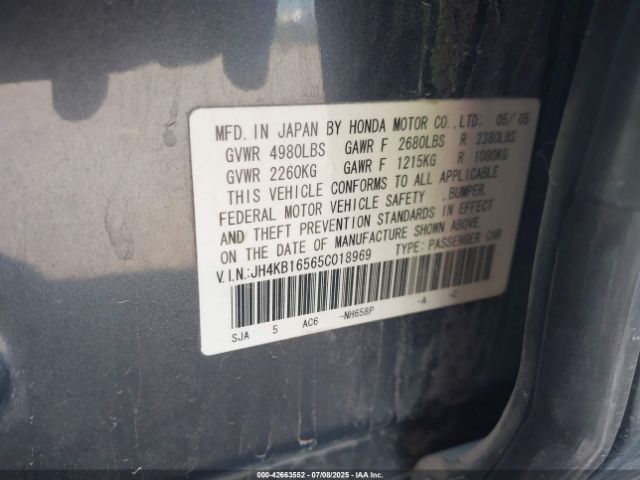 MFD. IN JAPAN BY HONDA MOTOR CO.,LTD: 05/05
GVWR 4980LBS GAWR F 2680LBS R 2380LBS
GVWR 2260KG GAWR F 1215KG R 1080KG
THIS VEHICLE CONFORMS TO ALL APPLICABLE
FEDERAL MOTOR VEHICLE SAFETY .BUMPER.
AND THEFT PREVENTION STANDARDS IN EFFECT
ON THE DATE OF MANUFACTURE SHOWN ABOVE.
V.I.N.:JH4KB16565C018969 TYPE: PASSENGER CAR
SJA 5 AC6 -NH658P -A -C
000-42663552 - 07/08/2025 - IAA Inc.